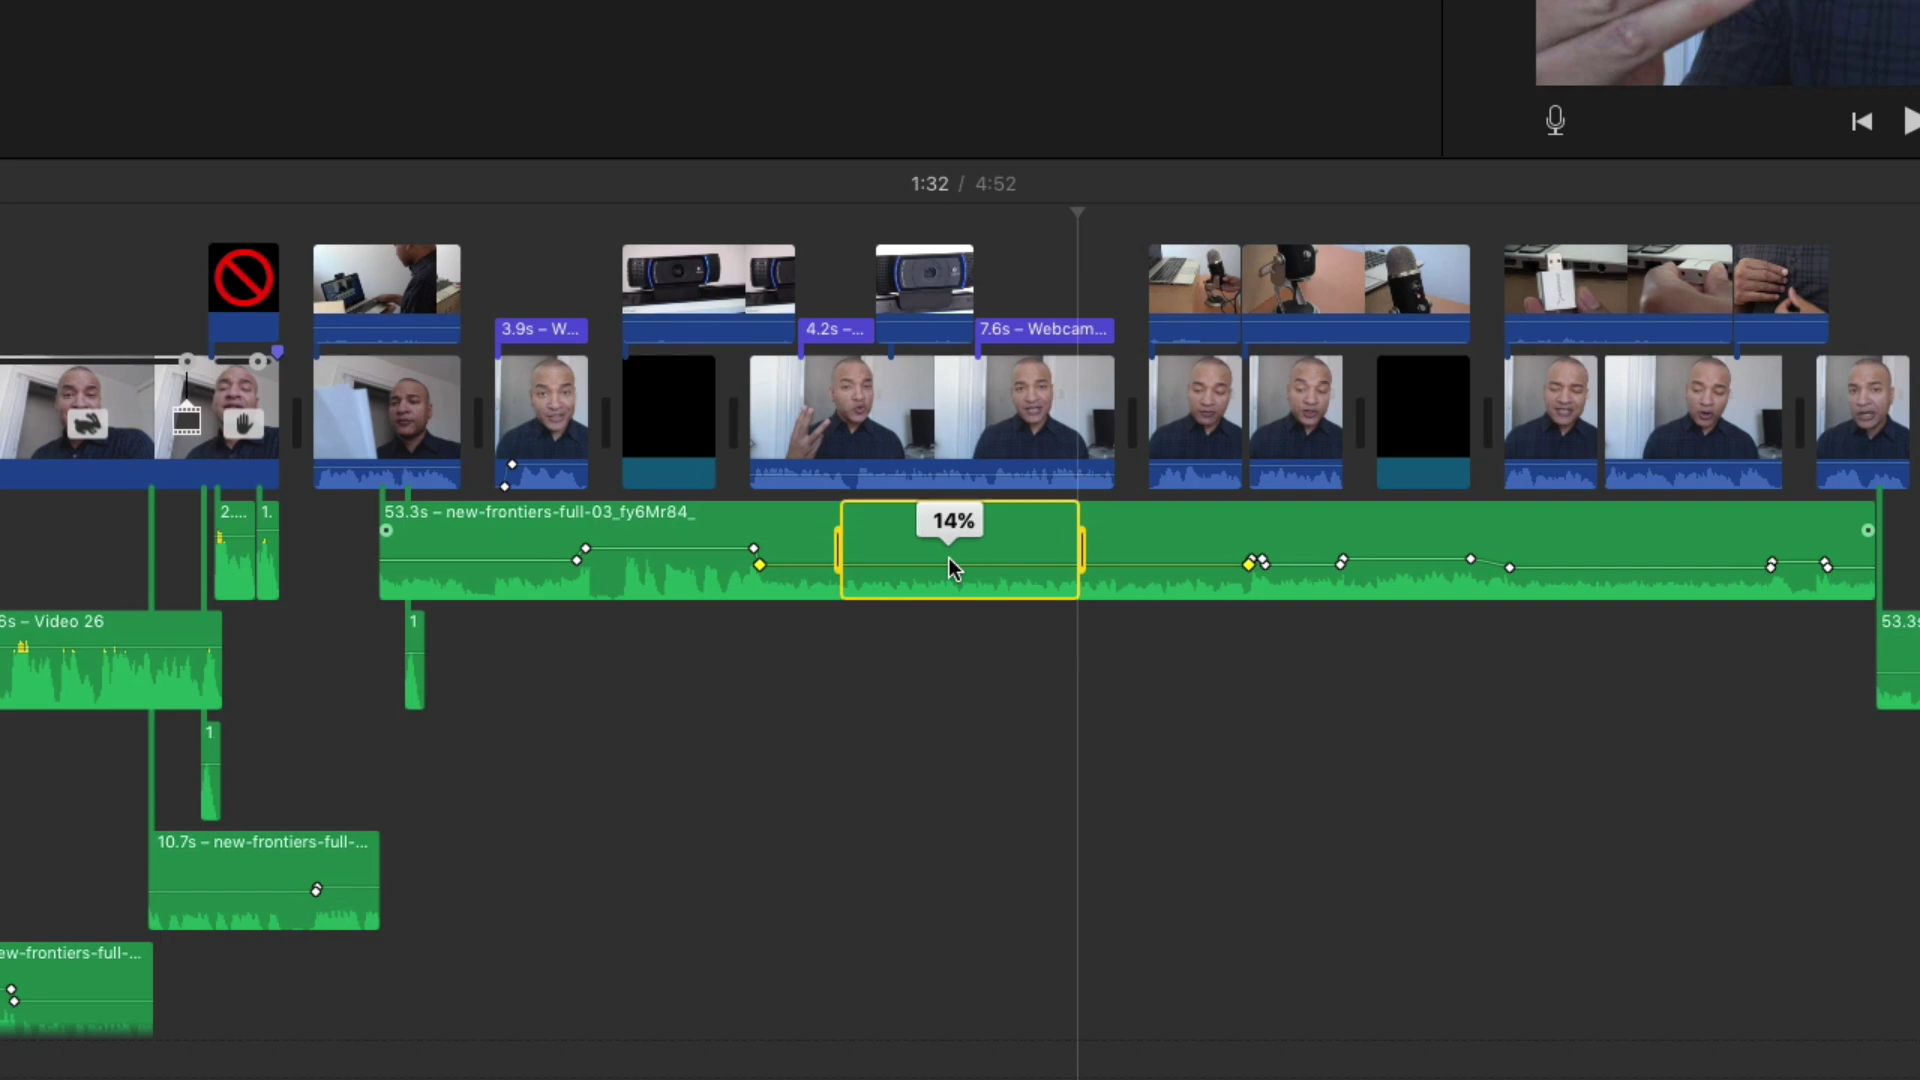 1:32 / 4:52
3.9s – W...
4.2s –...
7.6s – Webcam...
2....
1.
53.3s – new-frontiers-full-03_fy6Mr84_
14%
6s – Video 26
1
53.3s
1
10.7s – new-frontiers-full-...
ew-frontiers-full-...